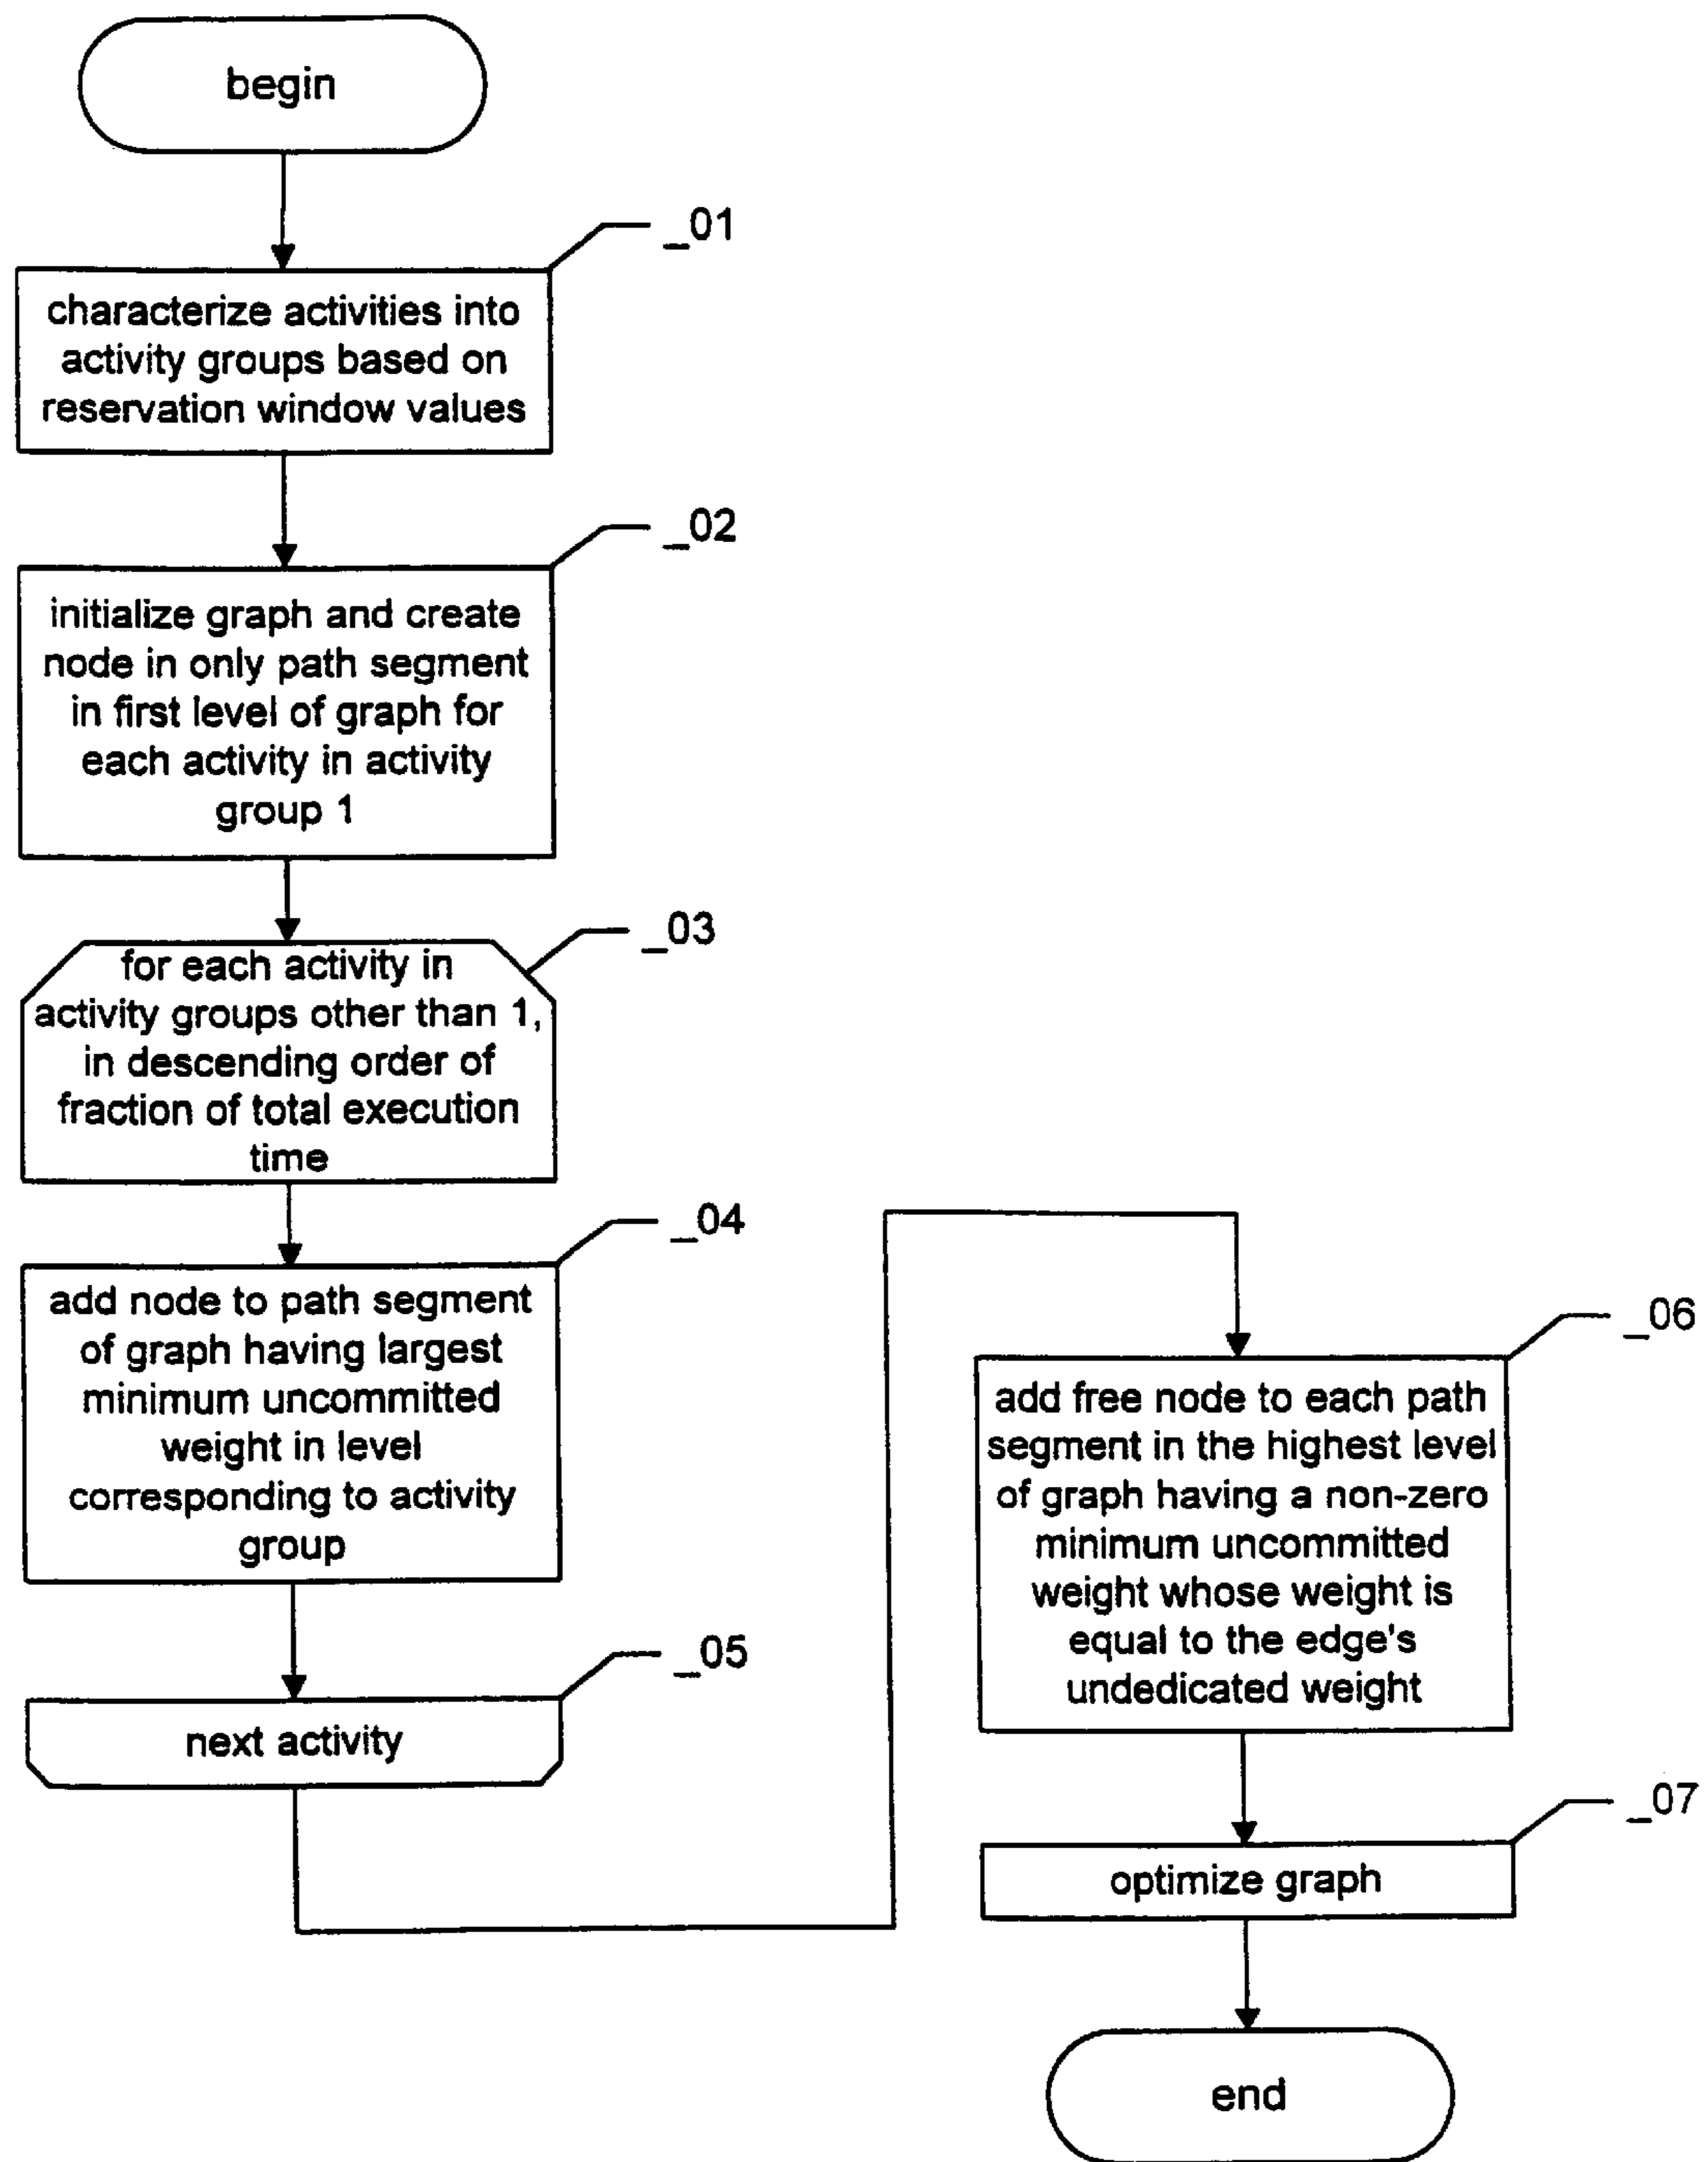 begin
_01
characterize activities into
activity groups based on
reservation window values
_02
initialize graph and create
node in only path segment
in first level of graph for
each activity in activity
group 1
_03
for each activity in
activity groups other than 1,
in descending order of
fraction of total execution
time
_04
add node to path segment
of graph having largest
minimum uncommitted
weight in level
corresponding to activity
group
_05
next activity
_06
add free node to each path
segment in the highest level
of graph having a non-zero
minimum uncommitted
weight whose weight is
equal to the edge's
undedicated weight
_07
optimize graph
end